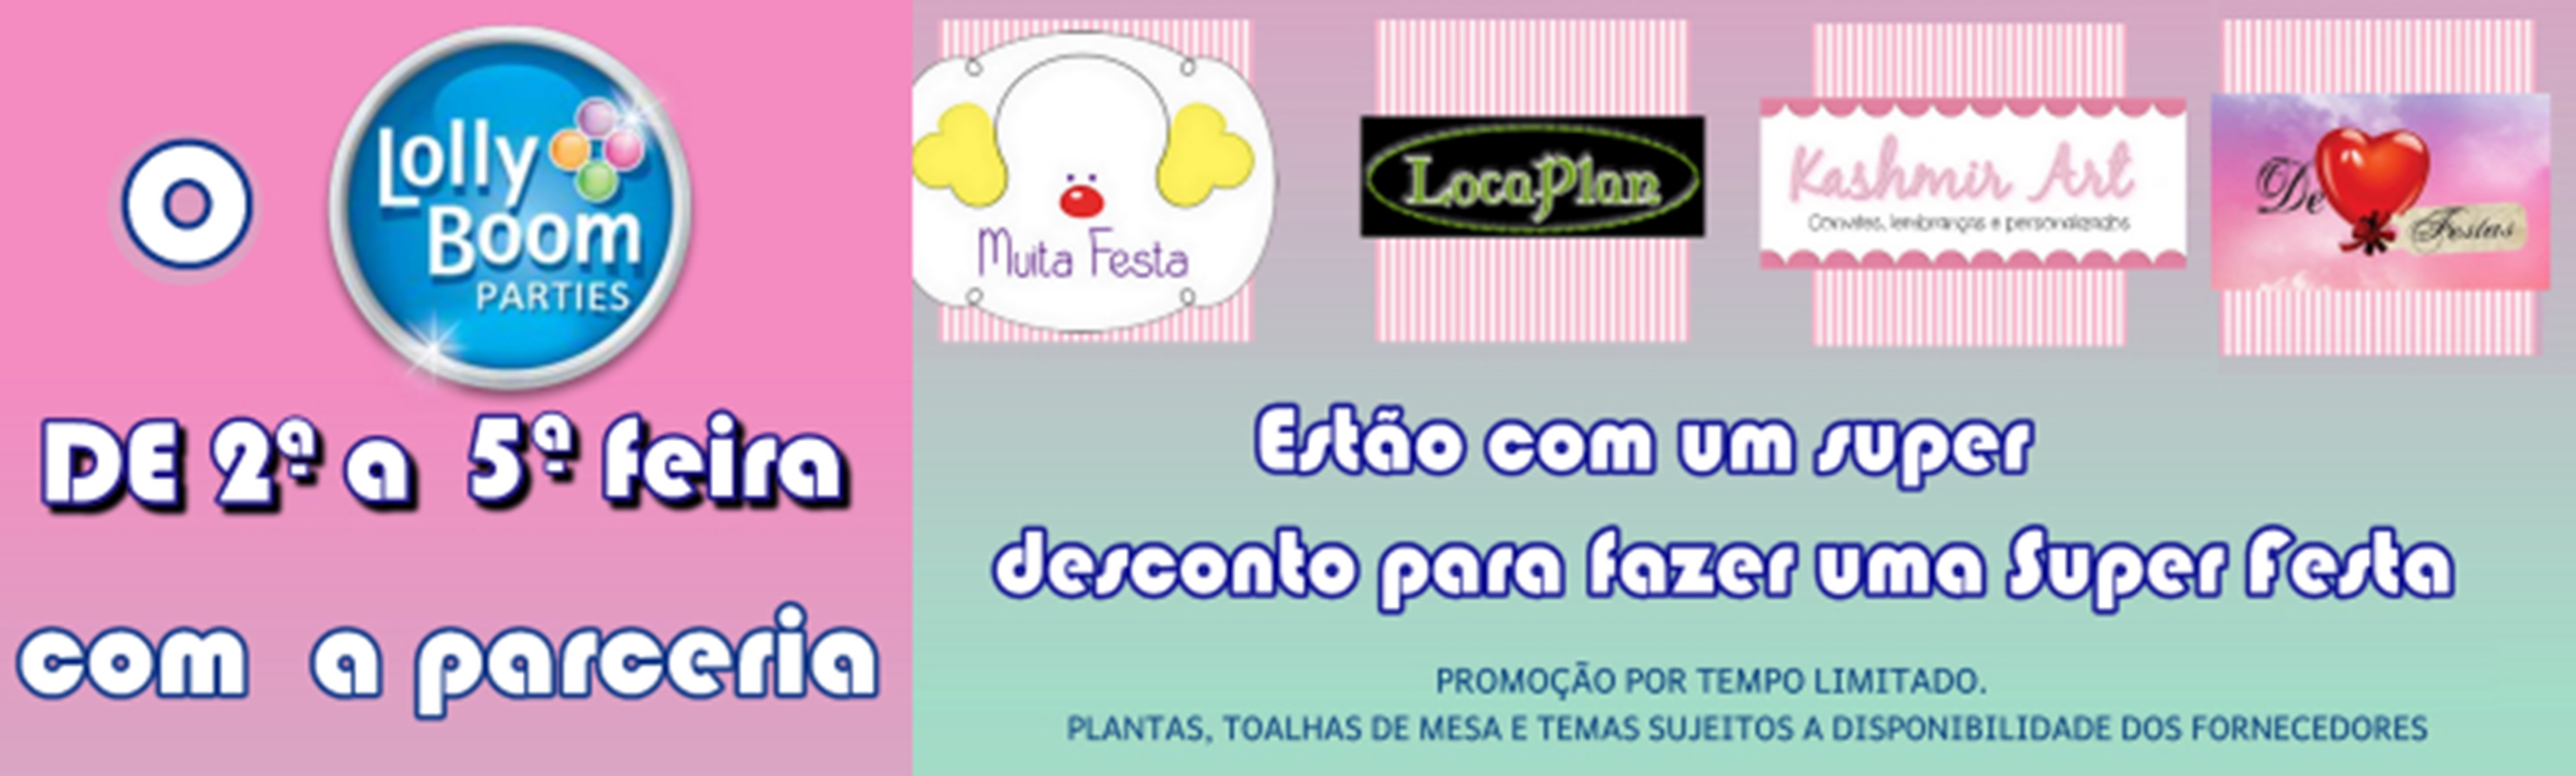 O
Lolly
Boom
PARTIES
DE 2ª a 5ª feira
com a parceria
Muita Festa
LocaPlan
Kashmir Art
Convites, lembranças e personalizados
De
Festas
Estão com um super
desconto para fazer uma Super Festa
PROMOÇÃO POR TEMPO LIMITADO.
PLANTAS, TOALHAS DE MESA E TEMAS SUJEITOS A DISPONIBILIDADE DOS FORNECEDORES